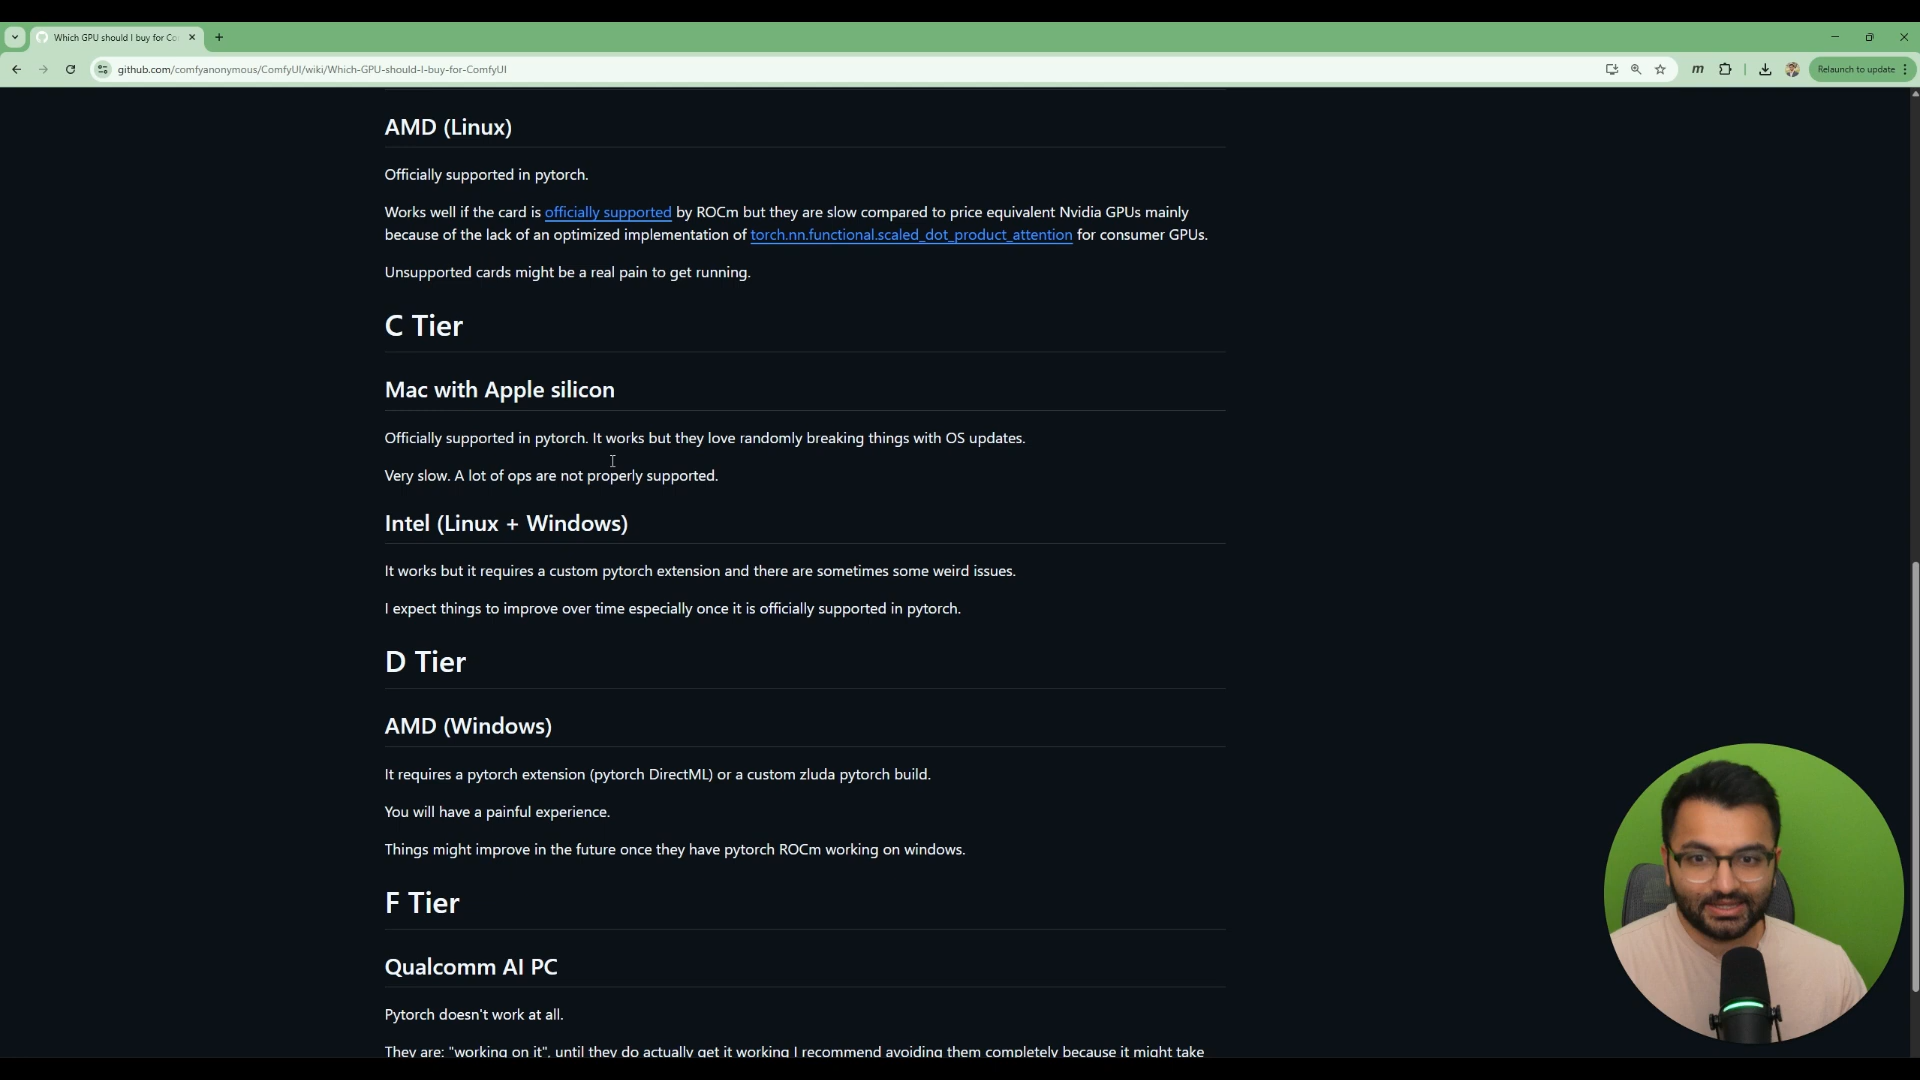 Which GPU should I buy for Co
github.com/comfyanonymous/ComfyUI/wiki/Which-GPU-should-I-buy-for-ComfyUI
m
Relaunch to update
AMD (Linux)
Officially supported in pytorch.
Works well if the card is officially supported by ROCm but they are slow compared to price equivalent Nvidia GPUs mainly
because of the lack of an optimized implementation of torch.nn.functional.scaled_dot_product_attention for consumer GPUs.
Unsupported cards might be a real pain to get running.
C Tier
Mac with Apple silicon
Officially supported in pytorch. It works but they love randomly breaking things with OS updates.
Very slow. A lot of ops are not properly supported.
Intel (Linux + Windows)
It works but it requires a custom pytorch extension and there are sometimes some weird issues.
I expect things to improve over time especially once it is officially supported in pytorch.
D Tier
AMD (Windows)
It requires a pytorch extension (pytorch DirectML) or a custom zluda pytorch build.
You will have a painful experience.
Things might improve in the future once they have pytorch ROCm working on windows.
F Tier
Qualcomm AI PC
Pytorch doesn't work at all.
They are: "working on it", until they do actually get it working I recommend avoiding them completely because it might take